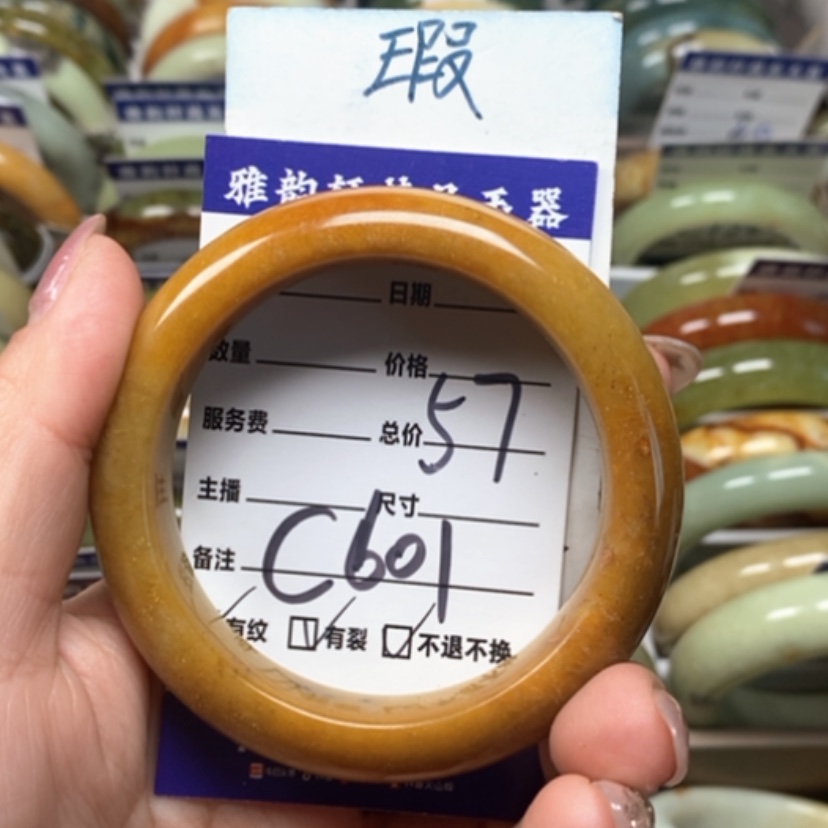 瑕
雅韵 玉器
日期
数量 价格
57
服务费 总价
主播 尺寸
C601
备注
有纹 有裂 不退不换